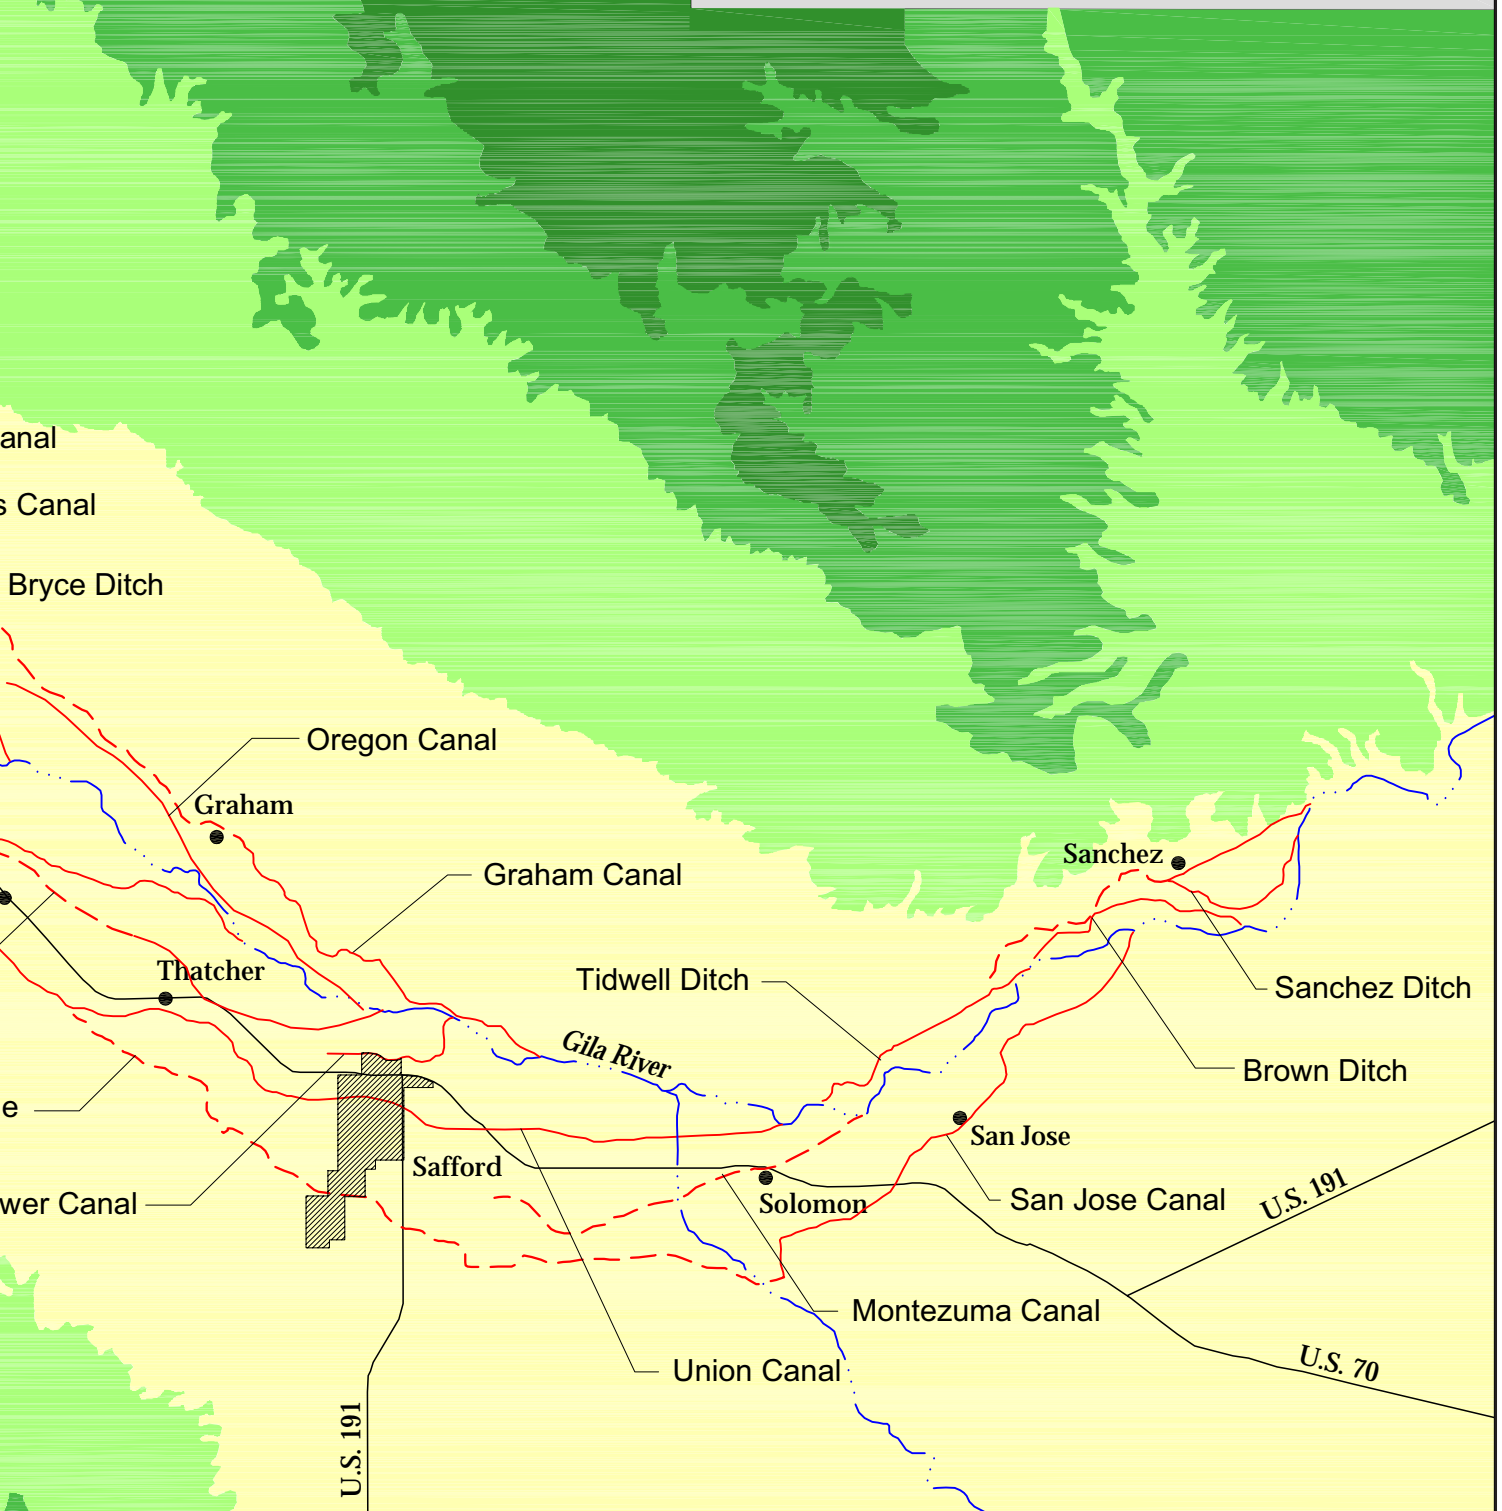 anal
s Canal
Bryce Ditch
Oregon Canal
Graham
Sanchez
Graham Canal
Thatcher
Tidwell Ditch
Sanchez Ditch
Gila River
Brown Ditch
e
San Jose
Safford
U.S. 191
wer Canal
Solomon
San Jose Canal
Montezuma Canal
U.S. 70
Union Canal
U.S. 191